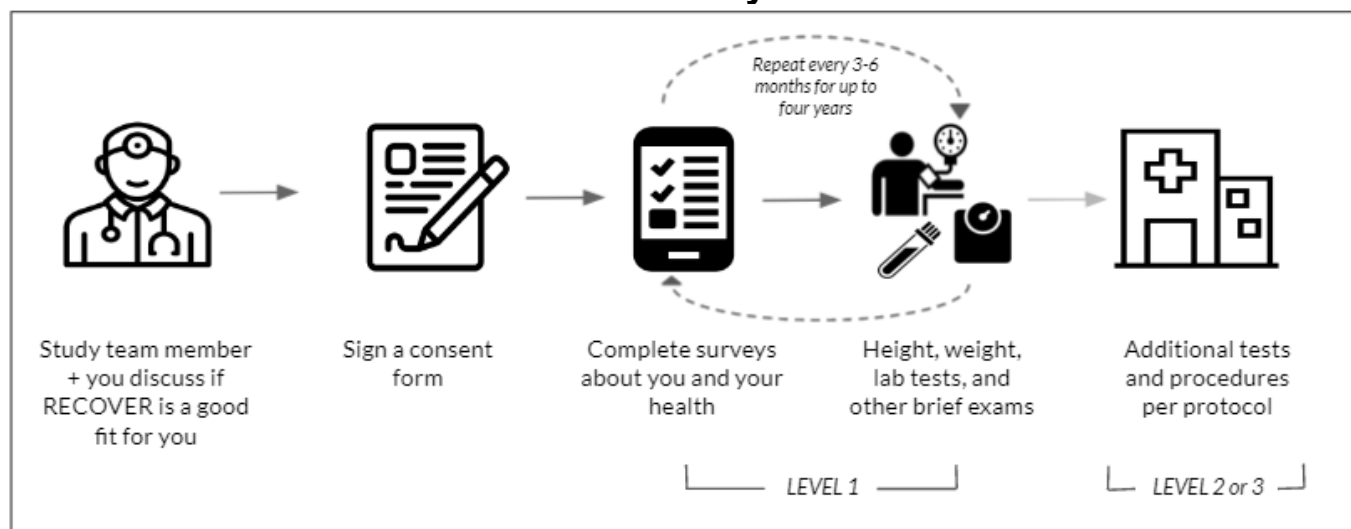 Repeat every 3-6
months for up to
four years
Study team member
+ you discuss if
RECOVER is a good
fit for you
Sign a consent
form
Complete surveys
about you and your
health
Height, weight,
lab tests, and
other brief exams
Additional tests
and procedures
per protocol
LEVEL 1
LEVEL 2 or 3